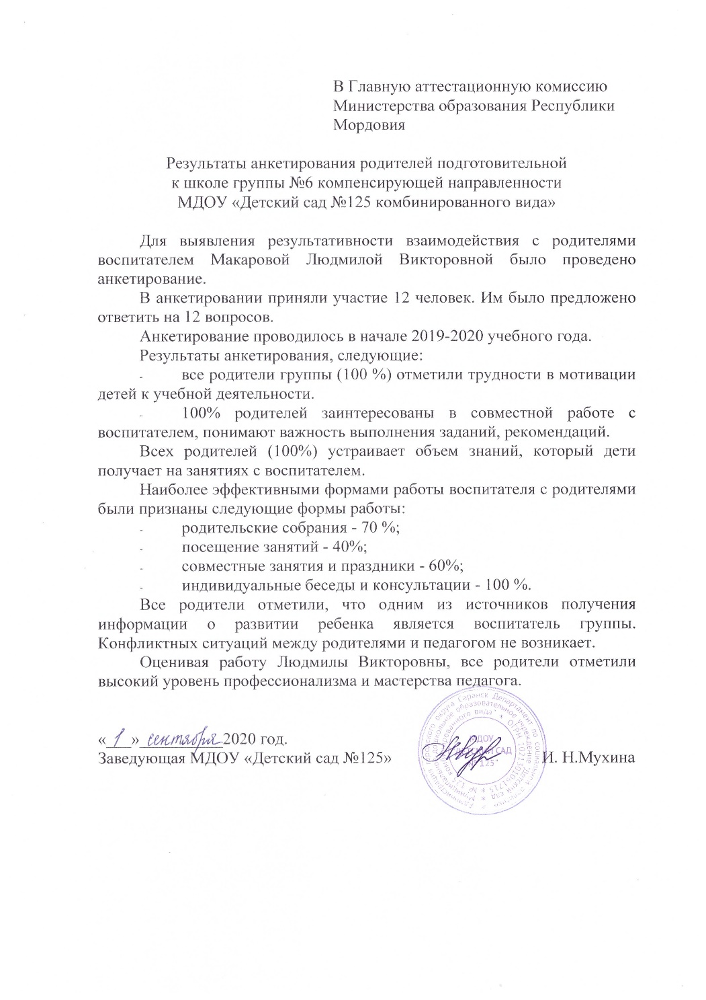 В Главную аттестационную комиссию
Министерства образования Республики
Мордовия
Результаты анкетирования родителей подготовительной
к школе группы №6 компенсирующей направленности
МДОУ «Детский сад №125 комбинированного вида»
Для выявления результативности взаимодействия с родителями
воспитателем Макаровой Людмилой Викторовной было проведено
анкетирование.
В анкетировании приняли участие 12 человек. Им было предложено
ответить на 12 вопросов.
Анкетирование проводилось в начале 2019-2020 учебного года.
Результаты анкетирования, следующие:
- все родители группы (100 %) отметили трудности в мотивации
детей к учебной деятельности.
- 100% родителей заинтересованы в совместной работе с
воспитателем, понимают важность выполнения заданий, рекомендаций.
Всех родителей (100%) устраивает объем знаний, который дети
получает на занятиях с воспитателем.
Наиболее эффективными формами работы воспитателя с родителями
были признаны следующие формы работы:
- родительские собрания - 70 %;
- посещение занятий - 40%;
- совместные занятия и праздники - 60%;
- индивидуальные беседы и консультации - 100 %.
Все родители отметили, что одним из источников получения
информации о развитии ребенка является воспитатель группы.
Конфликтных ситуаций между родителями и педагогом не возникает.
Оценивая работу Людмилы Викторовны, все родители отметили
высокий уровень профессионализма и мастерства педагога.
« 1 » сентября 2020 год.
Заведующая МДОУ «Детский сад №125» И. Н.Мухина
МДОУ
ДЕТСКИЙ САД
№ 125"